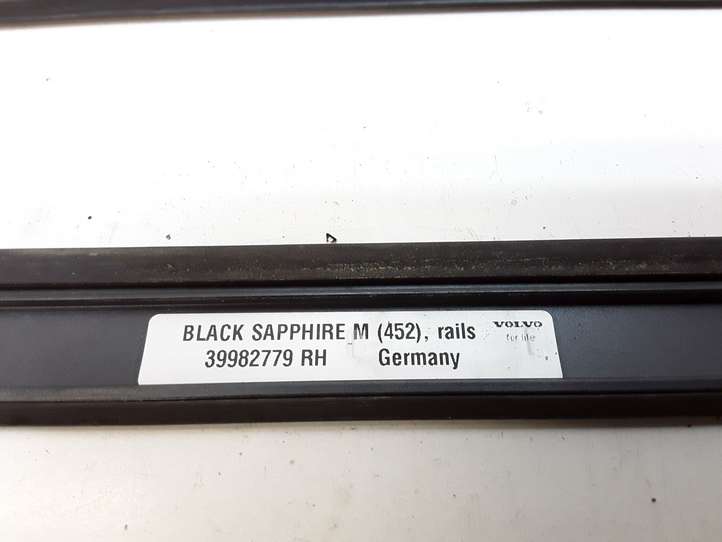 BLACK SAPPHIRE M (452), rails
VOLVO
for life
39982779 RH Germany